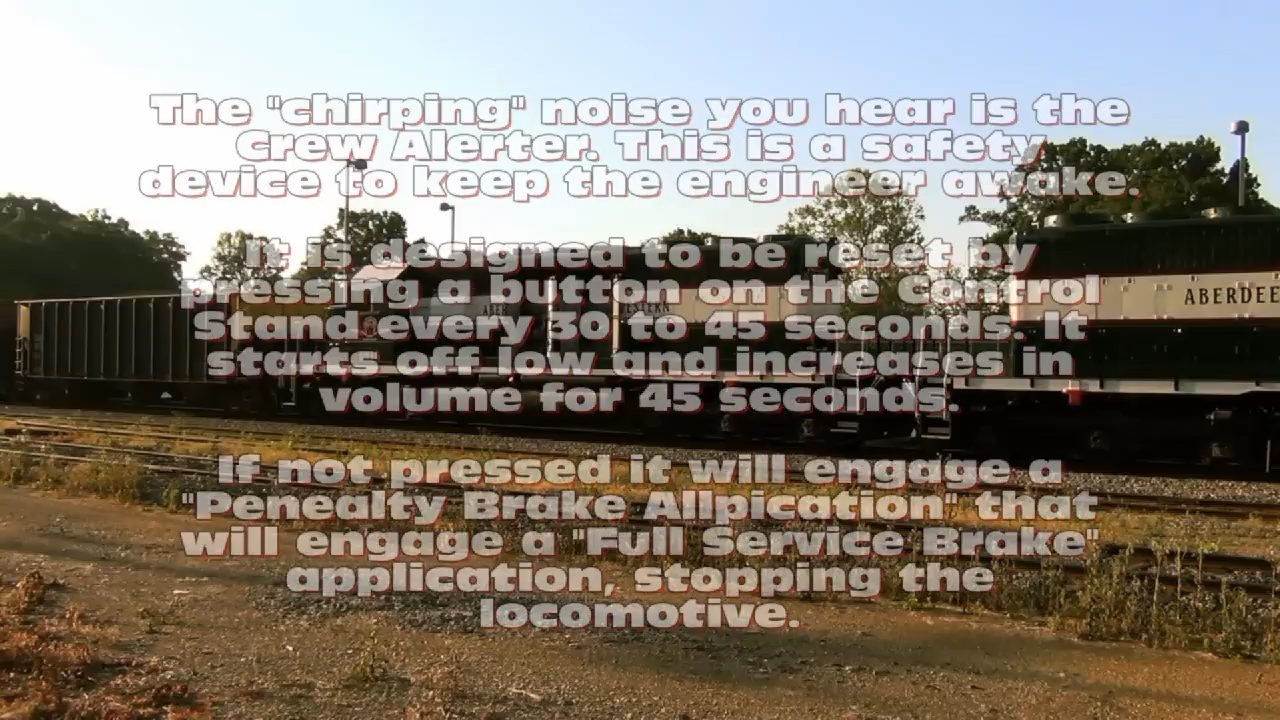 The "chirping" noise you hear is the
Crew Alerter. This is a safety
device to keep the engineer awake.
It is designed to be reset by
pressing a button on the Control
Stand every 30 to 45 seconds. It
starts off low and increases in
volume for 45 seconds.
If not pressed it will engage a
"Penealty Brake Allpication" that
will engage a "Full Service Brake"
application, stopping the
locomotive.
ABER
ESTERN
ABERDEE